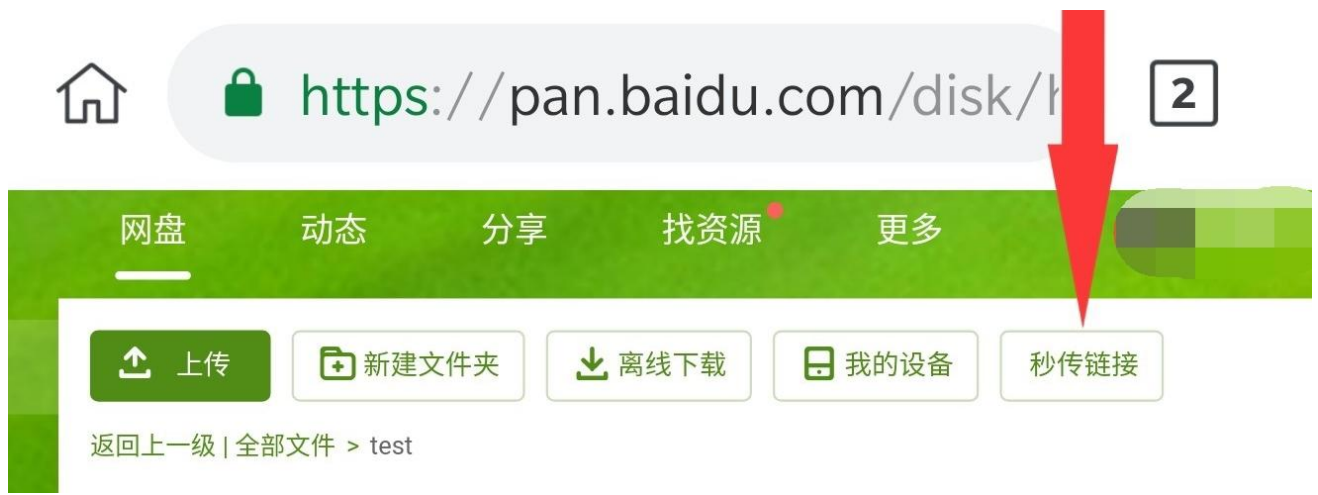 https://pan.baidu.com/disk/ 2
网盘 动态 分享 找资源 更多
上传 新建文件夹 离线下载 我的设备 秒传链接
返回上一级 | 全部文件 > test